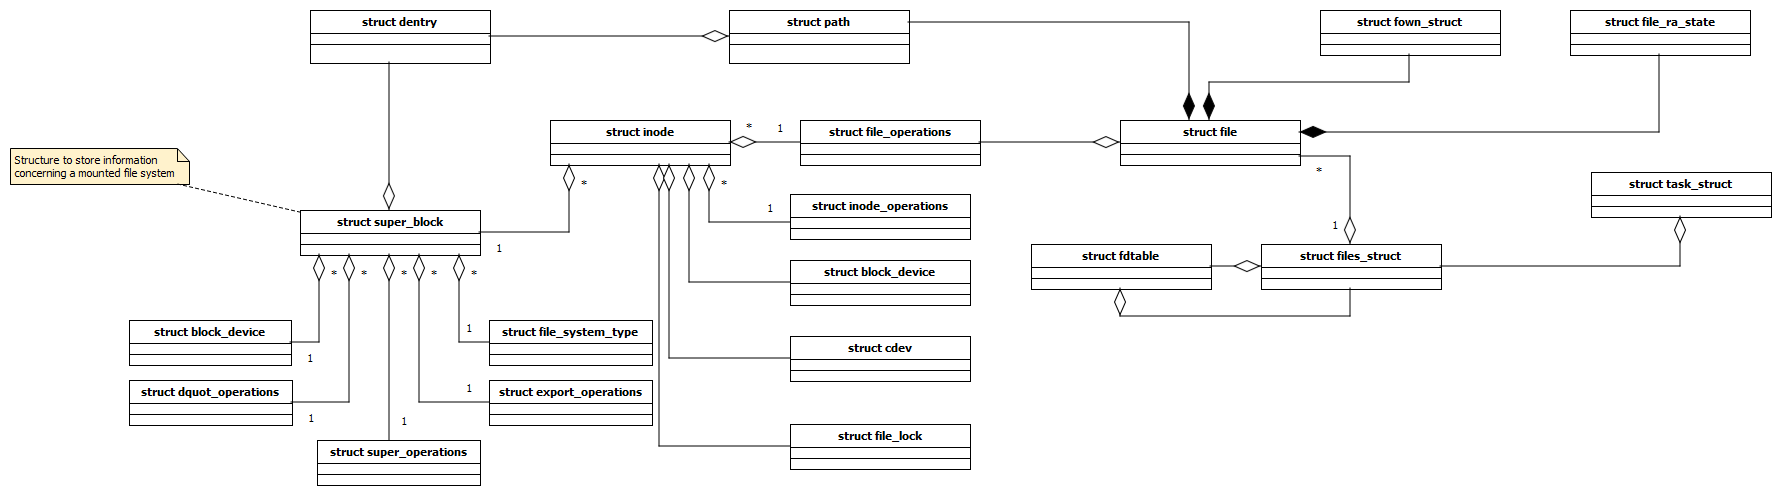 struct dentry
struct path
struct fown_struct
struct file_ra_state
struct inode
*
1
struct file_operations
struct file
Structure to store information
concerning a mounted file system
*
*
*
struct task_struct
struct super_block
1
1
struct inode_operations
1
struct fdtable
struct files_struct
*
*
*
*
*
struct block_device
struct block_device
1
1
struct file_system_type
struct cdev
struct dquot_operations
1
1
struct export_operations
1
struct super_operations
struct file_lock